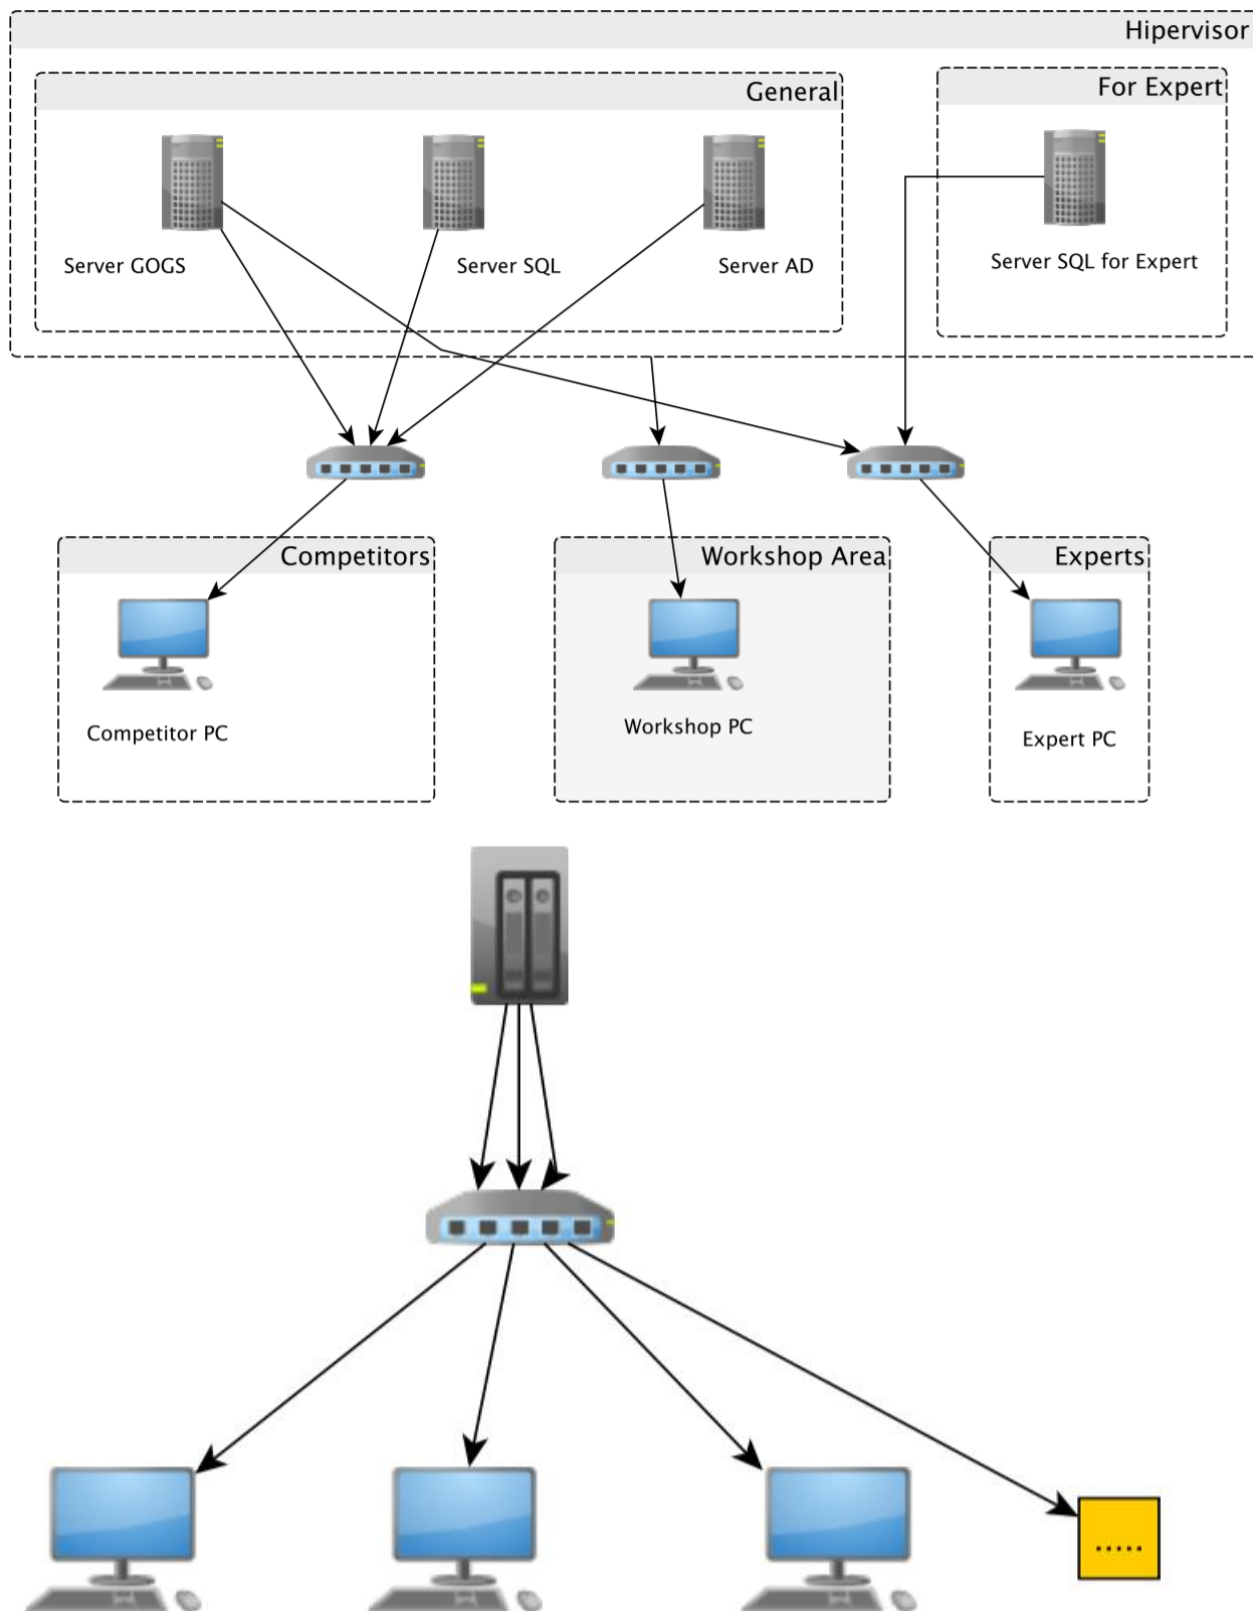 Hipervisor
General
For Expert
Server GOGS
Server SQL
Server AD
Server SQL for Expert
Competitors
Workshop Area
Experts
Competitor PC
Workshop PC
Expert PC
.....